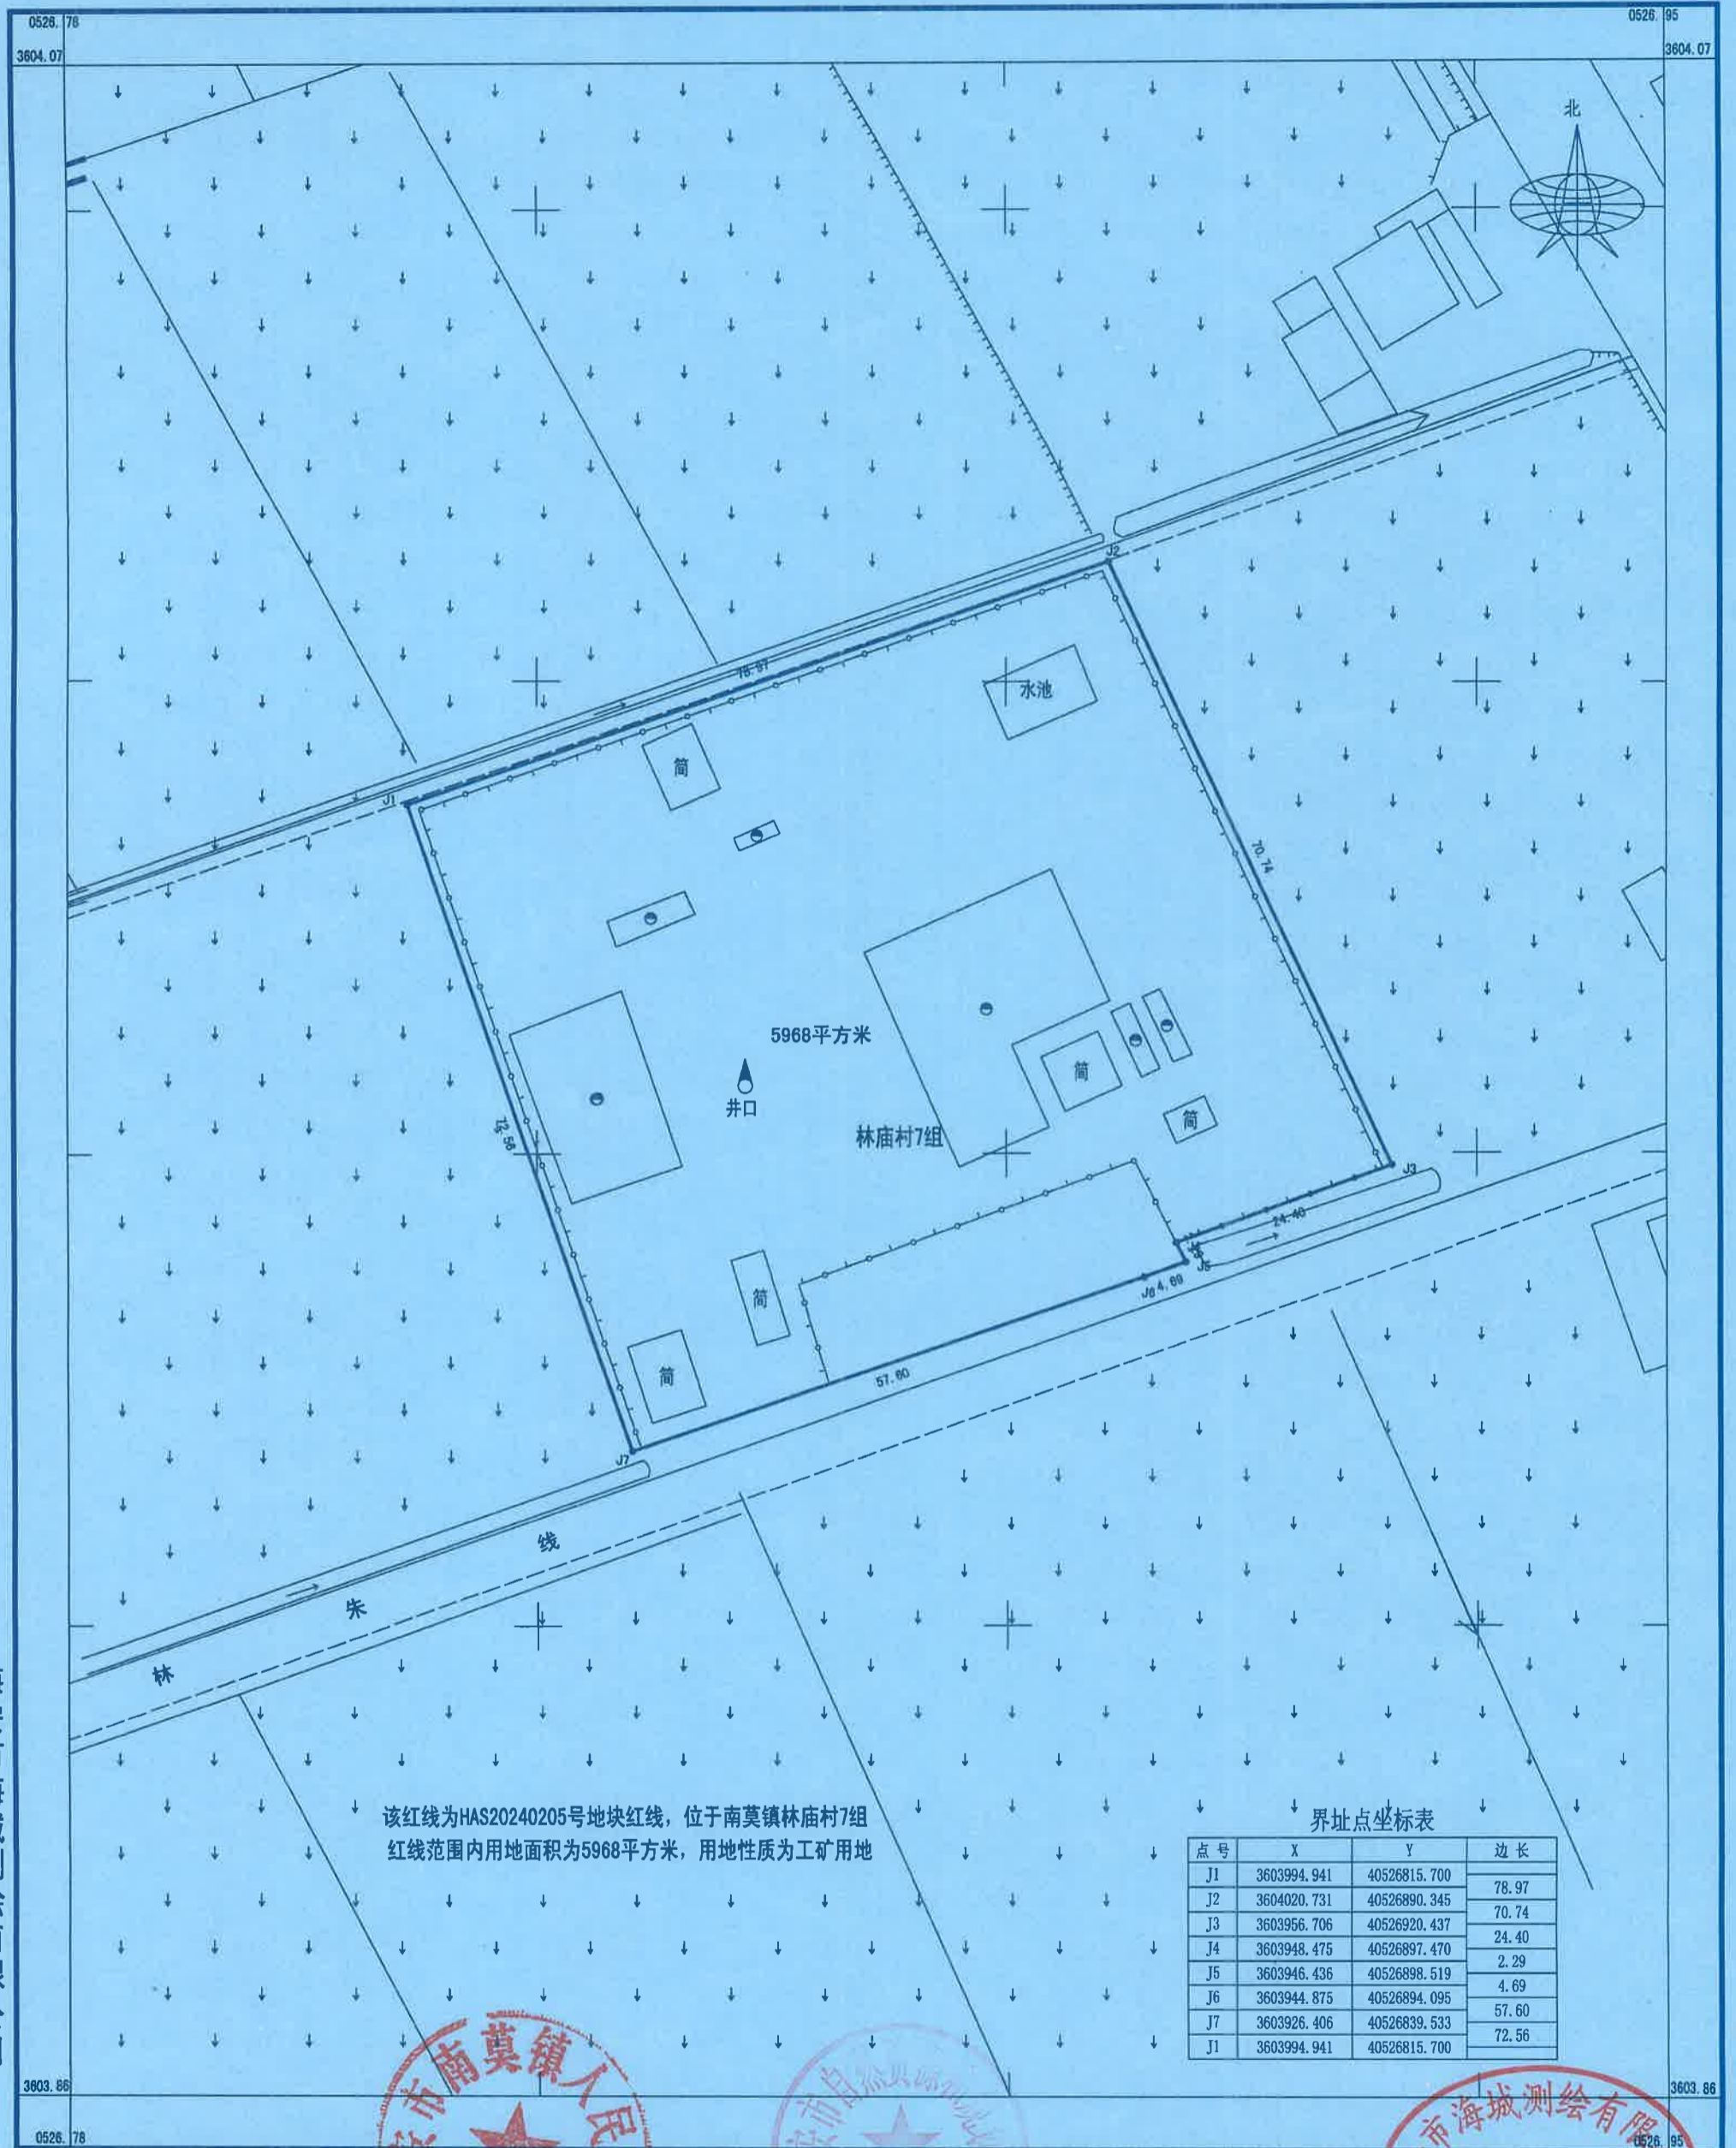 0526.78
0526.95
3604.07
3604.07
北
J2
78.97
水池
简
J1
70.74
5968平方米
简
井口
简
林庙村7组
72.56
J3
24.40
J5
J6
4.69
简
57.60
简
J7
林朱线
该红线为HAS20240205号地块红线，位于南莫镇林庙村7组
红线范围内用地面积为5968平方米，用地性质为工矿用地
界址点坐标表
点号 X Y 边长
J1 3603994.941 40526815.700
78.97
J2 3604020.731 40526890.345
70.74
J3 3603956.706 40526920.437
24.40
J4 3603948.475 40526897.470
2.29
J5 3603946.436 40526898.519
4.69
J6 3603944.875 40526894.095
57.60
J7 3603926.406 40526839.533
72.56
J1 3603994.941 40526815.700
市南莫镇人民
市自然资源和规划
市海城测绘有限
3603.86
3603.86
0526.78
0526.95